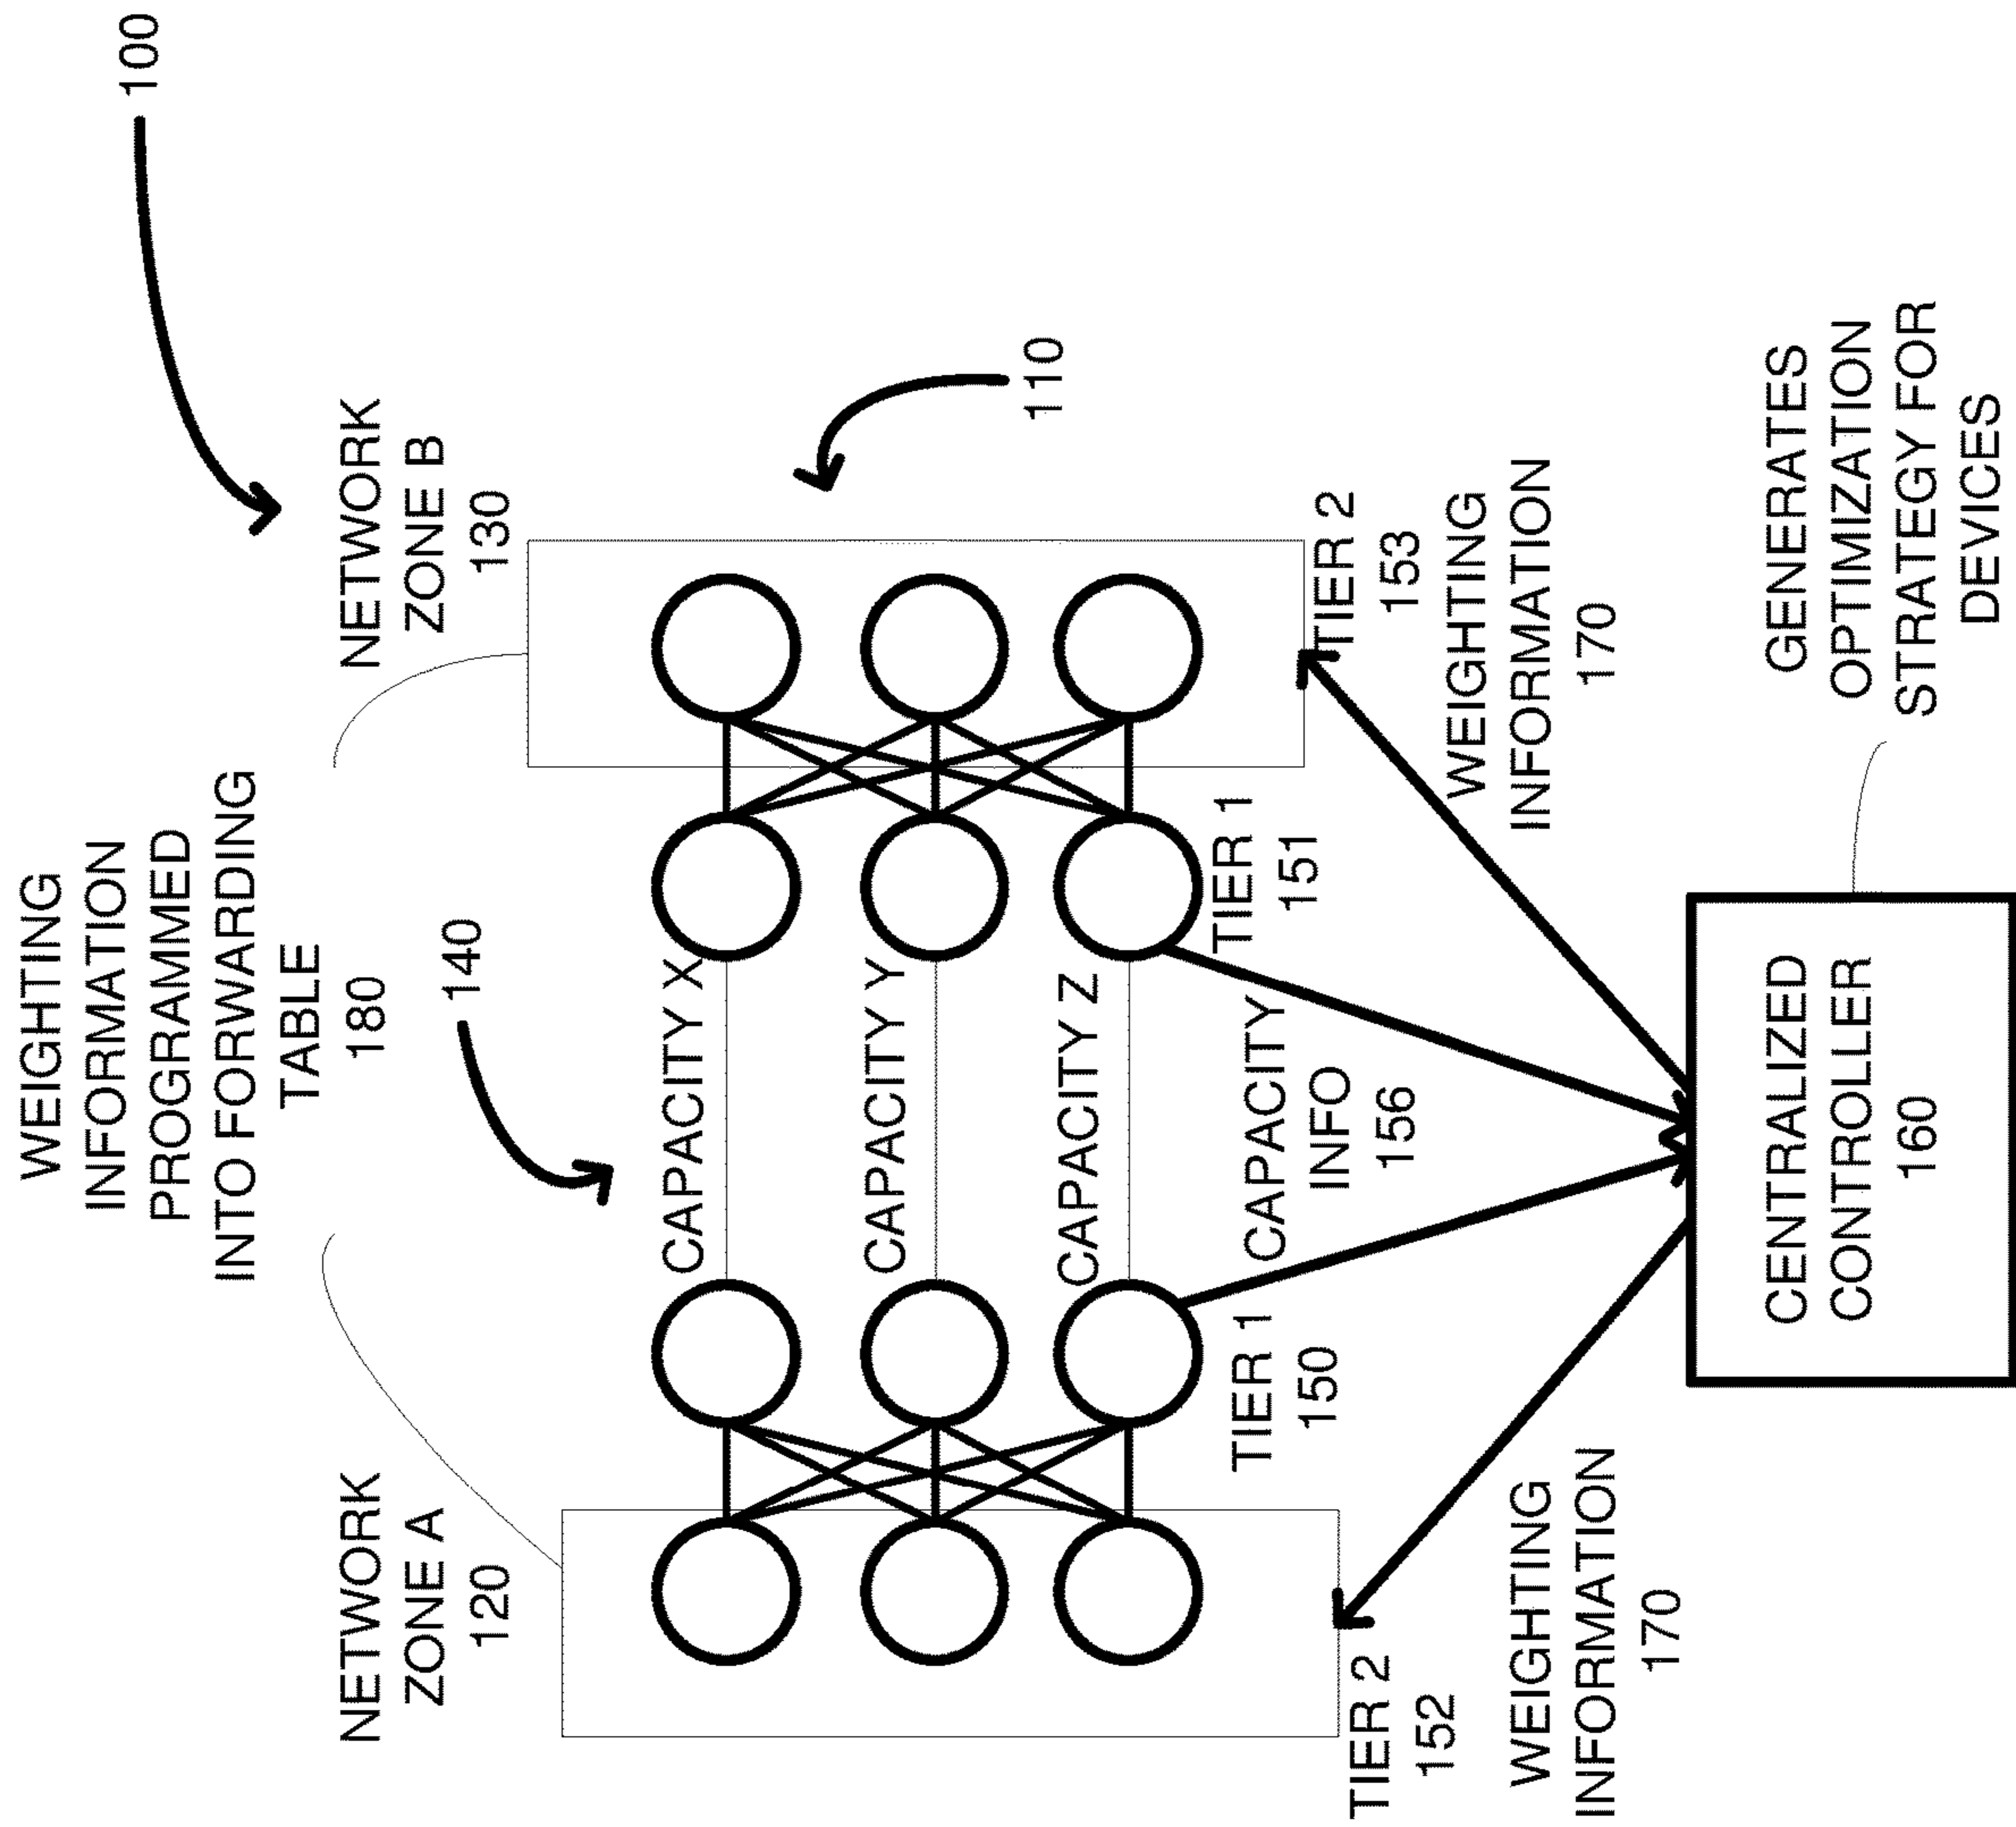 100
WEIGHTING
INFORMATION
PROGRAMMED
INTO FORWARDING
TABLE
180
NETWORK
ZONE A
120
NETWORK
ZONE B
130
140
110
CAPACITY X
CAPACITY Y
CAPACITY Z
TIER 1
150
TIER 1
151
CAPACITY
INFO
156
TIER 2
152
TIER 2
153
WEIGHTING
INFORMATION
170
WEIGHTING
INFORMATION
170
CENTRALIZED
CONTROLLER
160
GENERATES
OPTIMIZATION
STRATEGY FOR
DEVICES